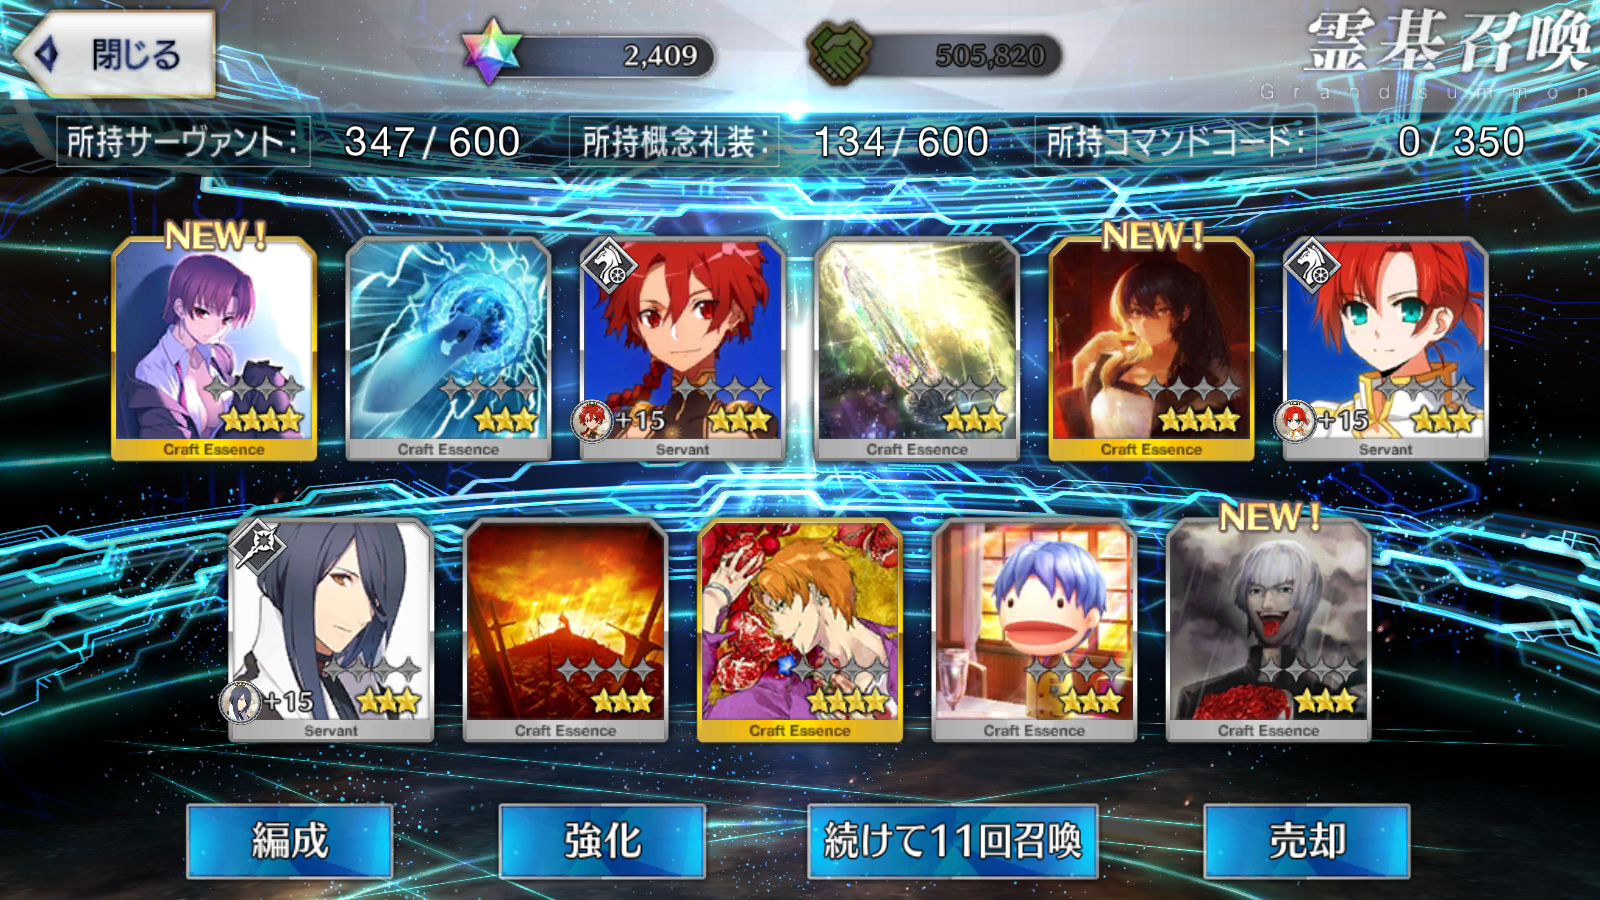 閉じる
2,409
505,820
霊基召喚
Grand summon
所持サーヴァント: 347 / 600
所持概念礼装: 134 / 600
所持コマンドコード: 0 / 350
NEW!
NEW!
+15
+15
Craft Essence
Craft Essence
Servant
Craft Essence
Craft Essence
Servant
NEW!
+15
Servant
Craft Essence
Craft Essence
Craft Essence
Craft Essence
編成
強化
続けて11回召喚
売却